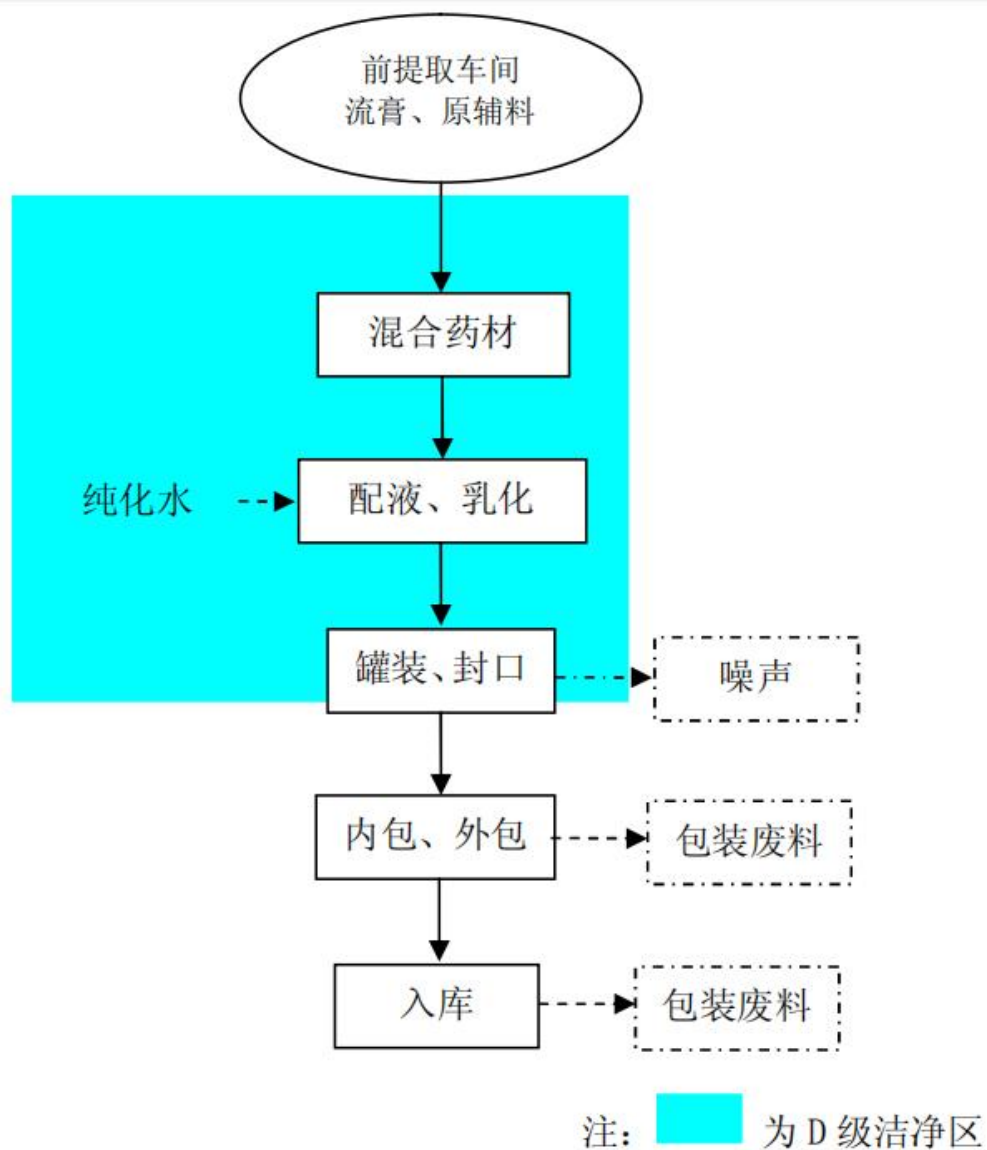 前提取车间
流膏、原辅料
混合药材
纯化水
配液、乳化
罐装、封口
噪声
内包、外包
包装废料
入库
包装废料
注: 为 D 级洁净区